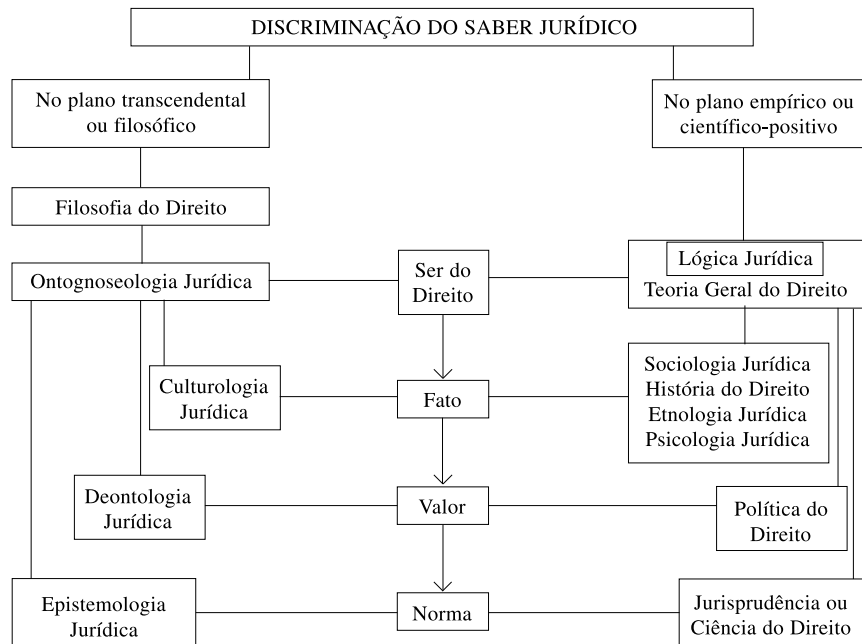 DISCRIMINAÇÃO DO SABER JURÍDICO
No plano transcendental
ou filosófico
No plano empírico ou
científico-positivo
Filosofia do Direito
Ontognoseologia Jurídica
Ser do
Direito
Lógica Jurídica
Teoria Geral do Direito
Culturologia
Jurídica
Fato
Sociologia Jurídica
História do Direito
Etnologia Jurídica
Psicologia Jurídica
Deontologia
Jurídica
Valor
Política do
Direito
Epistemologia
Jurídica
Norma
Jurisprudência ou
Ciência do Direito